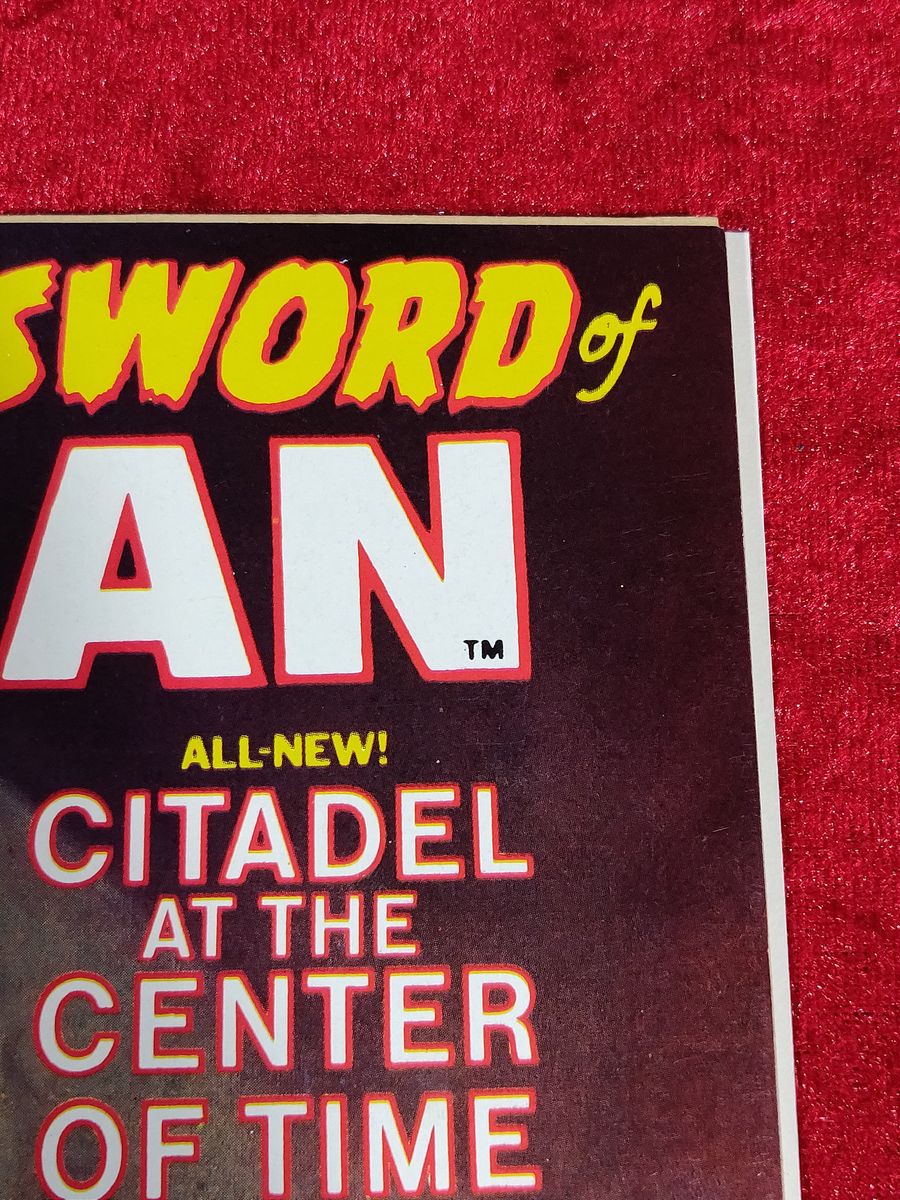 SWORD of
AN
TM
ALL-NEW!
CITADEL
AT THE
CENTER
OF TIME